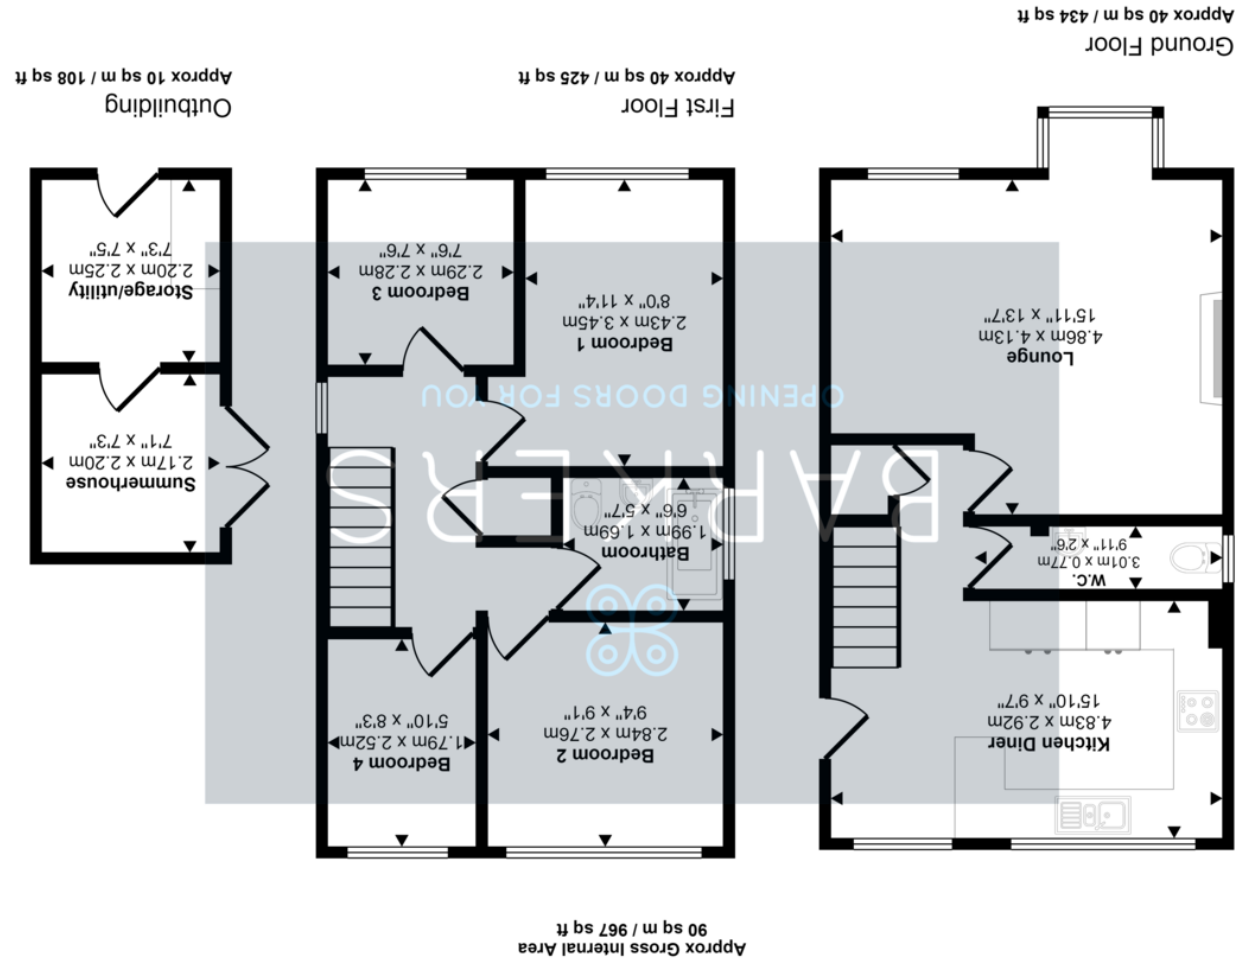 Approx Gross Internal Area
90 sq m / 967 sq ft
Kitchen Diner
4.83m x 2.92m
15'10" x 9'7"
W.C.
3.01m x 0.77m
9'11" x 2'6"
Lounge
4.86m x 4.13m
15'11" x 13'7"
Ground Floor
Approx 40 sq m / 434 sq ft
Bedroom 2
2.84m x 2.76m
9'4" x 9'1"
Bedroom 4
1.79m x 2.52m
5'10" x 8'3"
Bathroom
1.99m x 1.69m
6'6" x 5'7"
Bedroom 1
2.43m x 3.45m
8'0" x 11'4"
Bedroom 3
2.29m x 2.28m
7'6" x 7'6"
First Floor
Approx 40 sq m / 425 sq ft
Summerhouse
2.17m x 2.20m
7'1" x 7'3"
Storage/utility
2.20m x 2.25m
7'3" x 7'5"
Outbuilding
Approx 10 sq m / 108 sq ft
BARKERS
OPENING DOORS FOR YOU